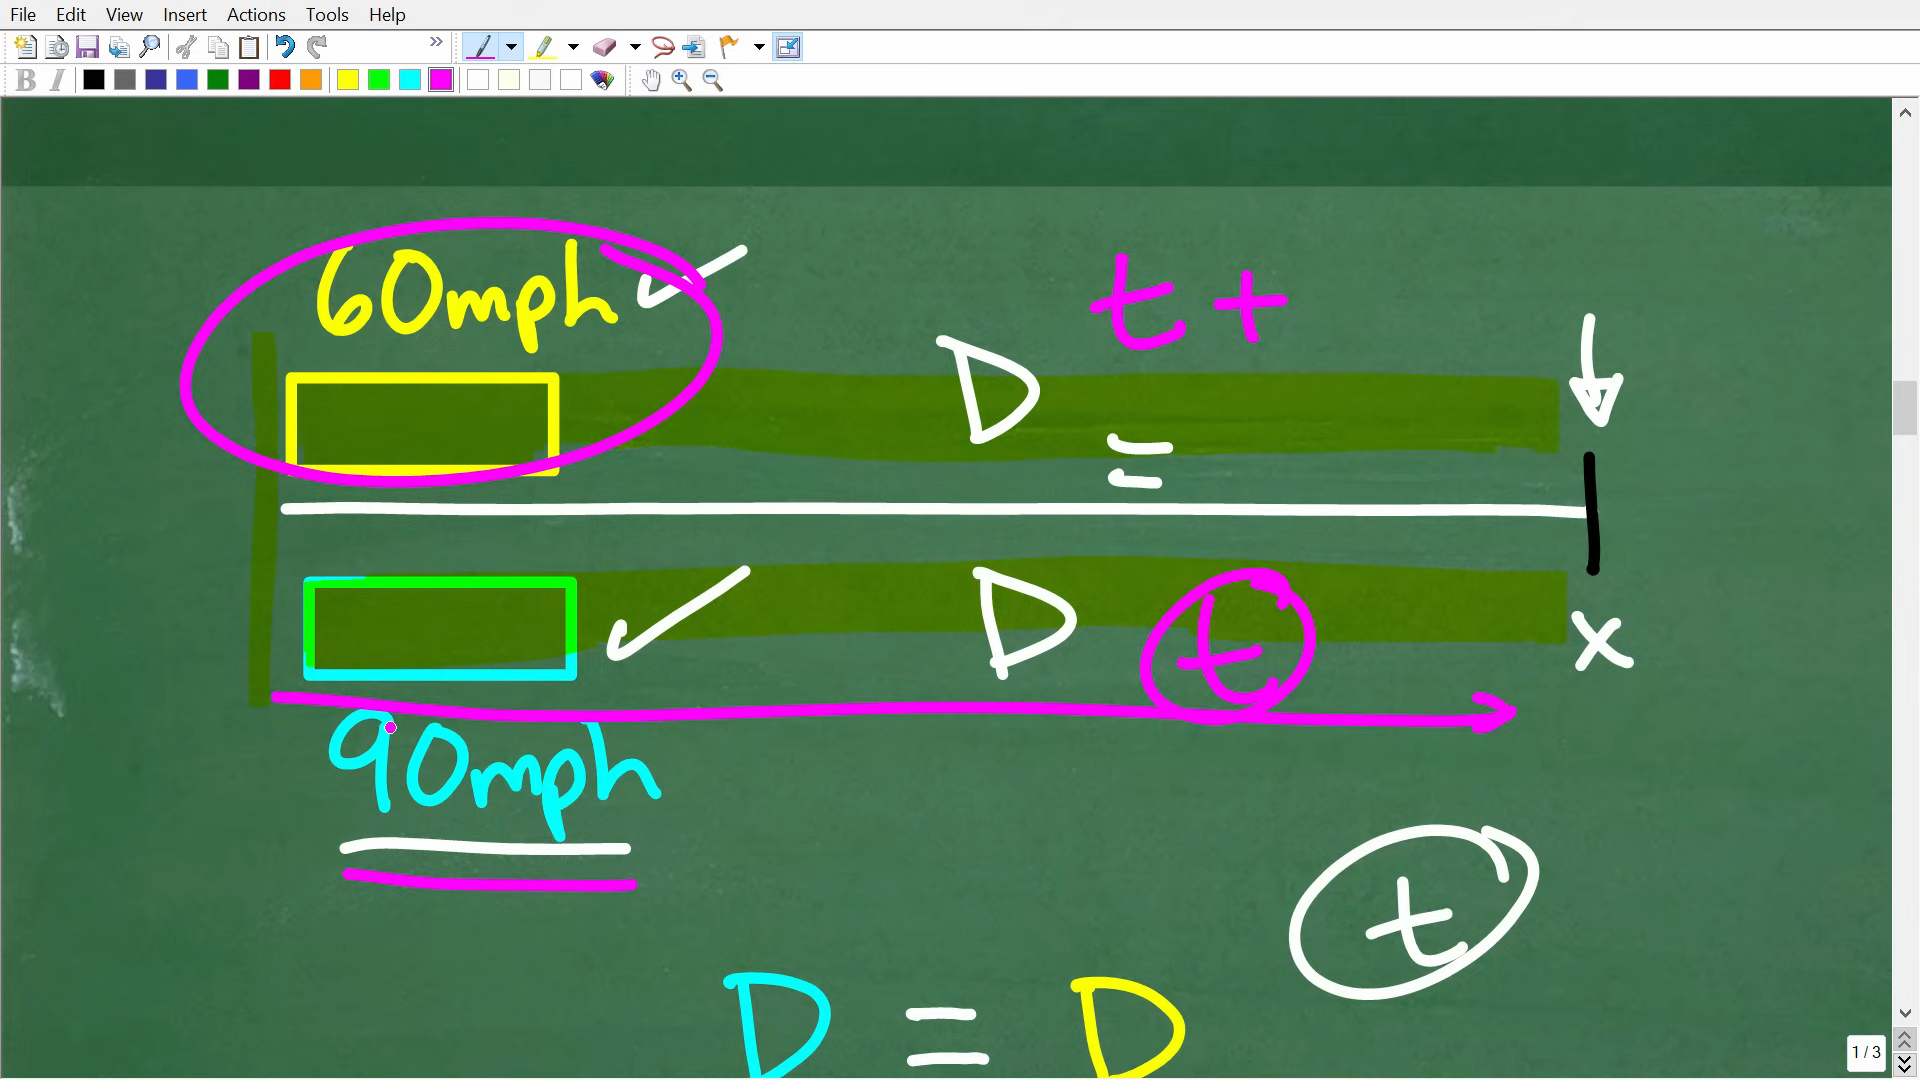 File Edit View Insert Actions Tools Help
B I
60mph t +
D
=
D t x
90mph
t
D = D
1 / 3